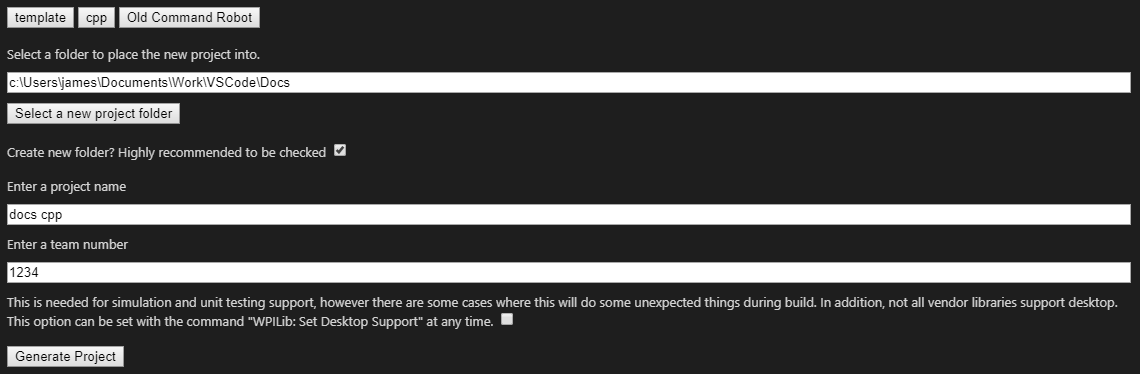 template cpp Old Command Robot
Select a folder to place the new project into.
c:\Users\james\Documents\Work\VSCode\Docs
Select a new project folder
Create new folder? Highly recommended to be checked
Enter a project name
docs cpp
Enter a team number
1234
This is needed for simulation and unit testing support, however there are some cases where this will do some unexpected things during build. In addition, not all vendor libraries support desktop.
This option can be set with the command "WPILib: Set Desktop Support" at any time.
Generate Project